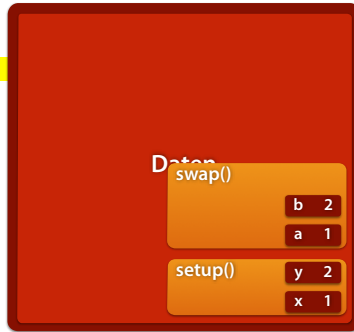 Daten
swap()
b 2
a 1
setup()
y 2
x 1